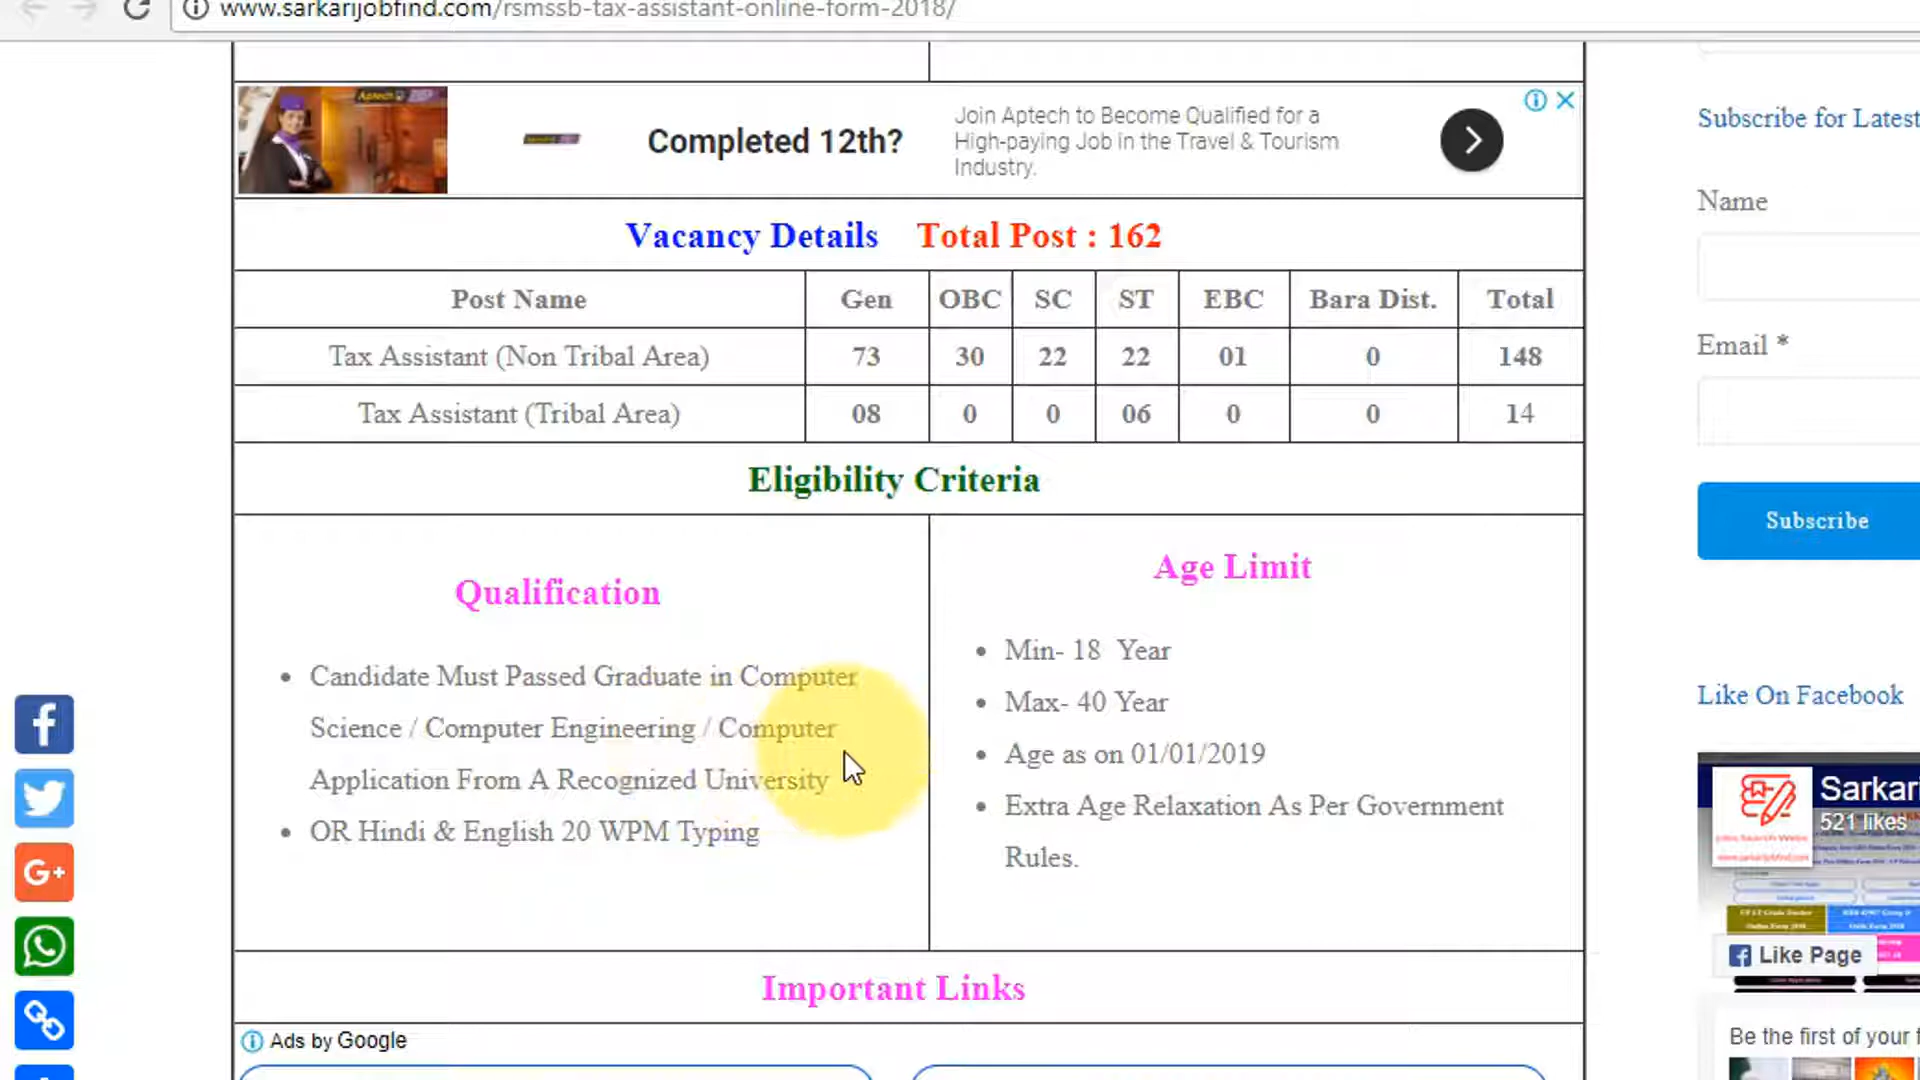 www.sarkarijobfind.com/rsmssb-tax-assistant-online-form-2018/
Aptech
Completed 12th?
Join Aptech to Become Qualified for a
High-paying Job in the Travel & Tourism
Industry.
Vacancy Details Total Post : 162
Post Name Gen OBC SC ST EBC Bara Dist. Total
Tax Assistant (Non Tribal Area) 73 30 22 22 01 0 148
Tax Assistant (Tribal Area) 08 0 0 06 0 0 14
Eligibility Criteria
Qualification
Candidate Must Passed Graduate in Computer
Science / Computer Engineering / Computer
Application From A Recognized University
OR Hindi & English 20 WPM Typing
Age Limit
Min- 18 Year
Max- 40 Year
Age as on 01/01/2019
Extra Age Relaxation As Per Government
Rules.
Important Links
Ads by Google
Subscribe for Latest
Name
Email *
Subscribe
Like On Facebook
Sarkari
521 likes
Like Page
Be the first of your f